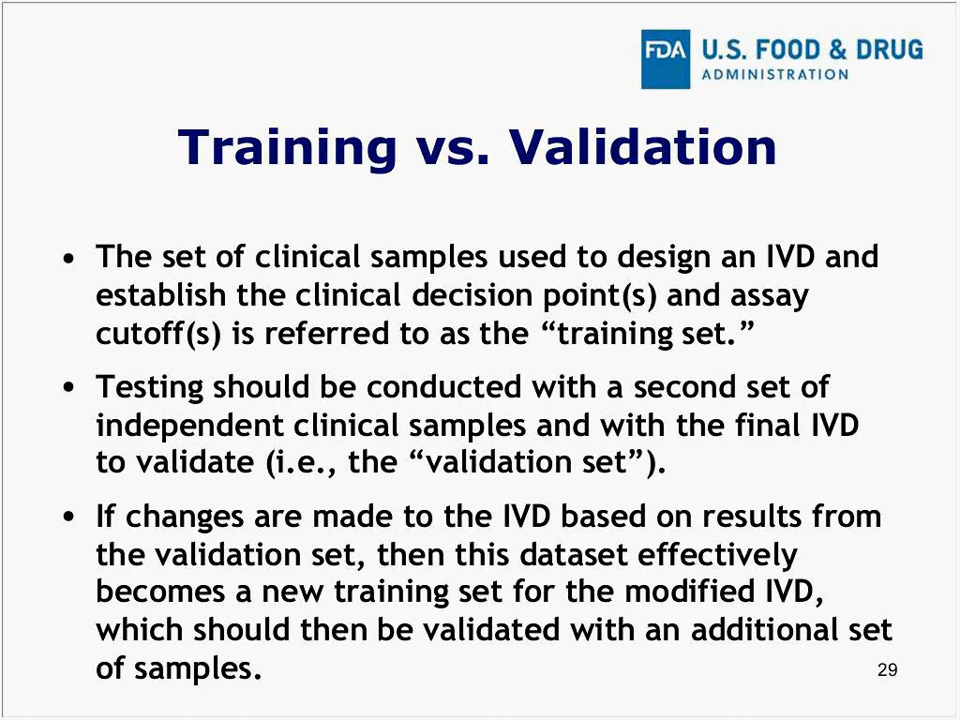 FDA U.S. FOOD & DRUG
ADMINISTRATION
Training vs. Validation
• The set of clinical samples used to design an IVD and
establish the clinical decision point(s) and assay
cutoff(s) is referred to as the “training set.”
• Testing should be conducted with a second set of
independent clinical samples and with the final IVD
to validate (i.e., the “validation set”).
• If changes are made to the IVD based on results from
the validation set, then this dataset effectively
becomes a new training set for the modified IVD,
which should then be validated with an additional set
of samples.
29